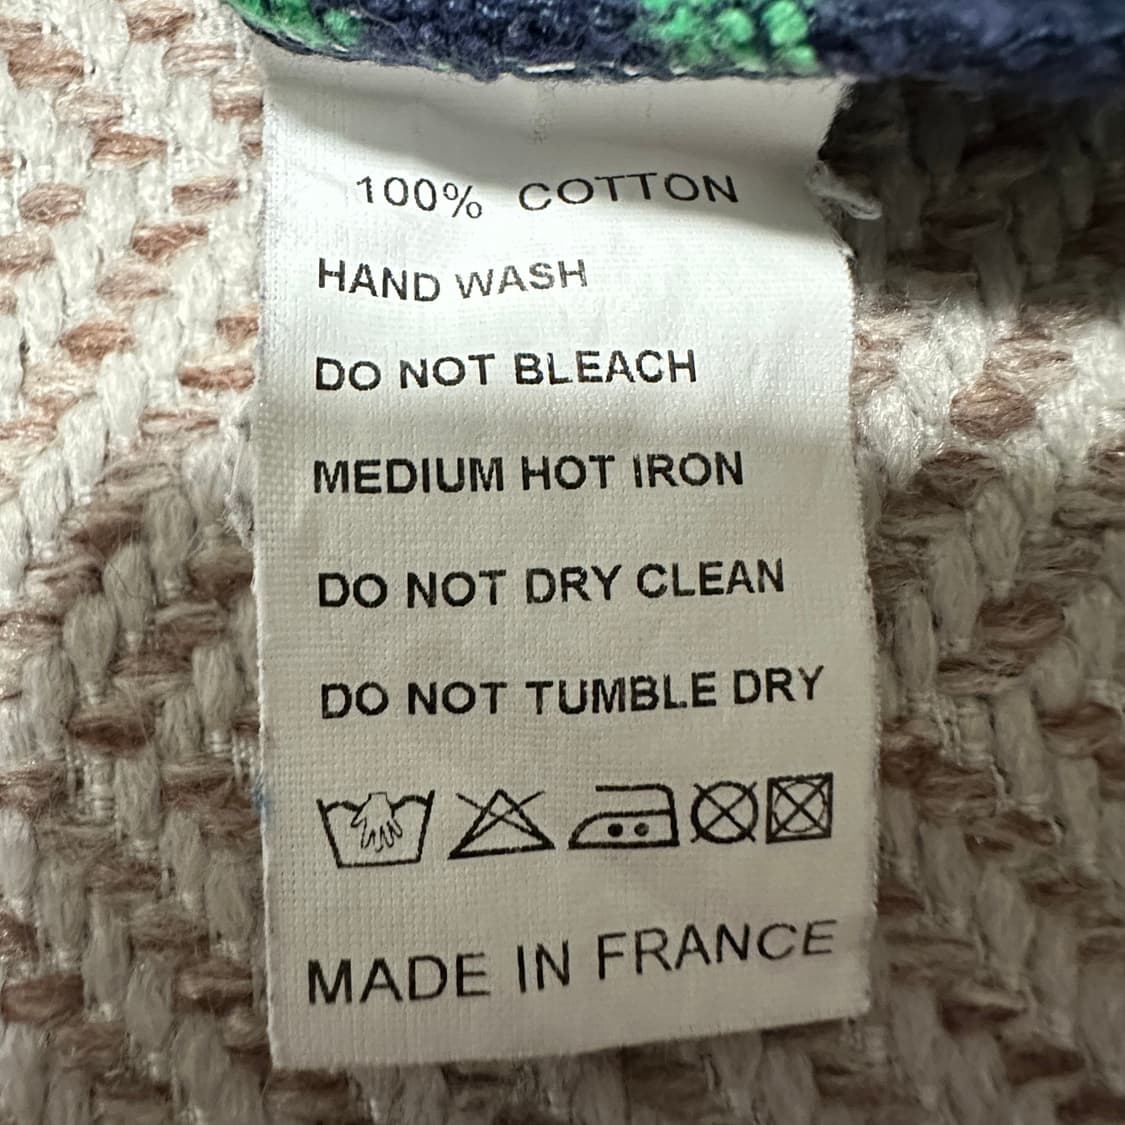 100% COTTON
HAND WASH
DO NOT BLEACH
MEDIUM HOT IRON
DO NOT DRY CLEAN
DO NOT TUMBLE DRY
MADE IN FRANCE